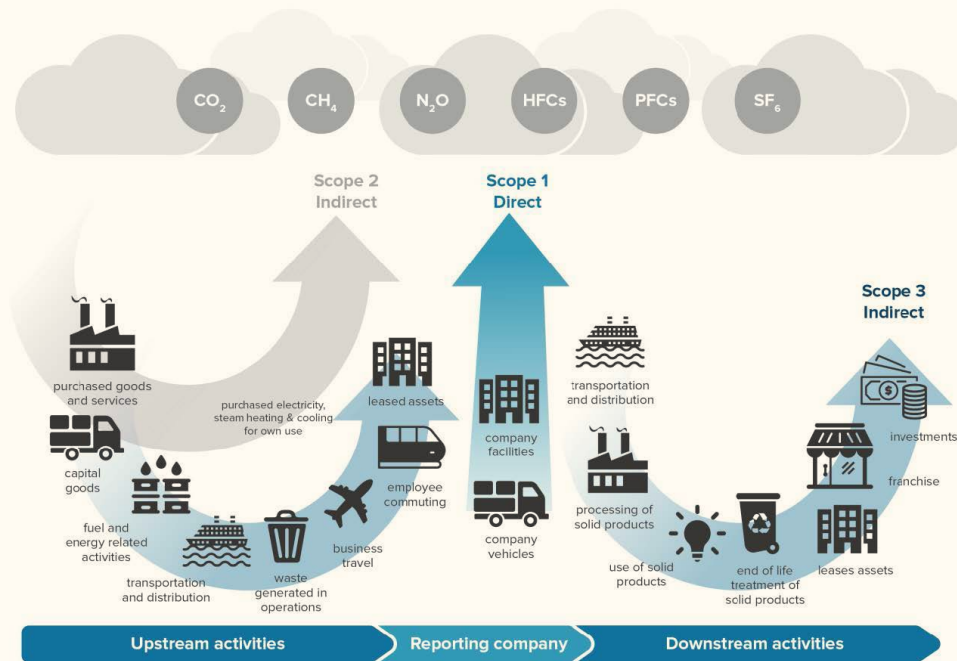 CO₂
CH₄
N₂O
HFCs
PFCs
SF₆
Scope 2
Indirect
Scope 1
Direct
Scope 3
Indirect
purchased goods
and services
capital
goods
fuel and
energy related
activities
transportation
and distribution
waste
generated in
operations
business
travel
employee
commuting
leased assets
purchased electricity,
steam heating & cooling
for own use
company
facilities
company
vehicles
transportation
and distribution
processing of
solid products
use of solid
products
end of life
treatment of
solid products
leases assets
franchise
$
investments
Upstream activities
Reporting company
Downstream activities